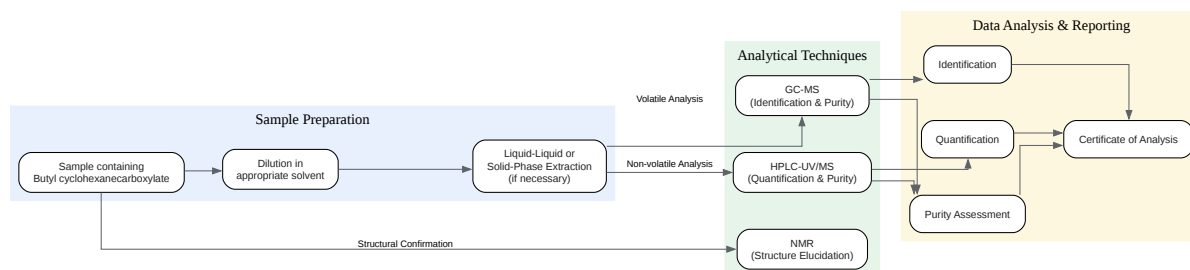 Data Analysis & Reporting
Analytical Techniques
Identification
GC-MS
(Identification & Purity)
Volatile Analysis
Sample Preparation
Quantification
Certificate of Analysis
Sample containing
Butyl cyclohexanecarboxylate
Dilution in
appropriate solvent
Liquid-Liquid or
Solid-Phase Extraction
(if necessary)
Non-volatile Analysis
HPLC-UV/MS
(Quantification & Purity)
Purity Assessment
Structural Confirmation
NMR
(Structure Elucidation)